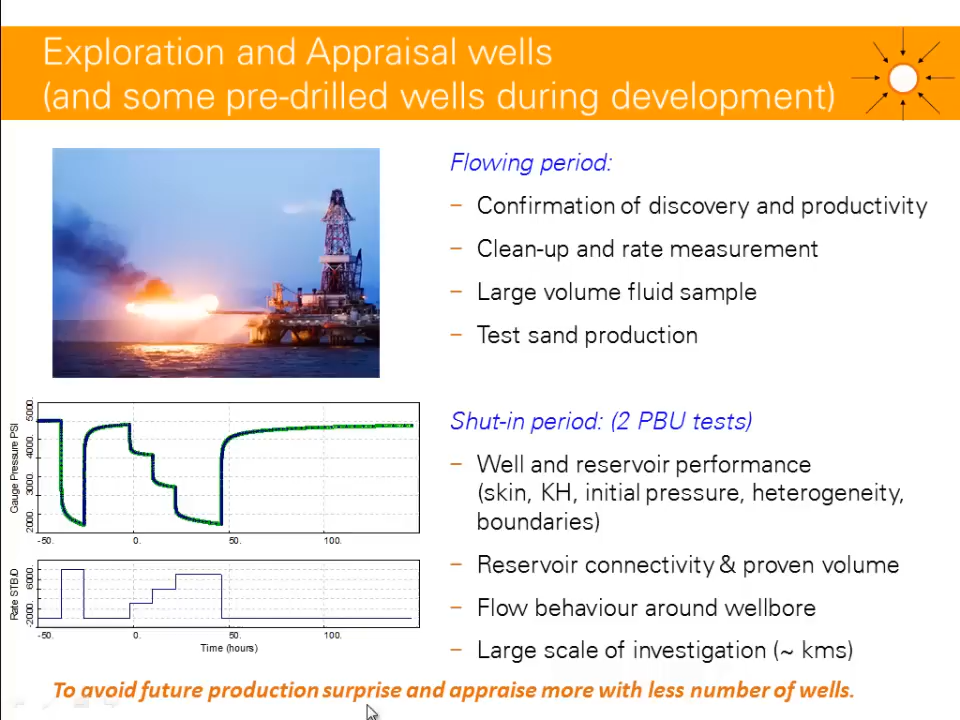 Exploration and Appraisal wells
(and some pre-drilled wells during development)
Flowing period:
– Confirmation of discovery and productivity
– Clean-up and rate measurement
– Large volume fluid sample
– Test sand production
Gauge Pressure PSI
5000.
4000.
3000.
2000.
-50.
0.
50.
100.
Rate STB/D
6000.
-2000.
-50.
0.
50.
100.
Time (hours)
Shut-in period: (2 PBU tests)
– Well and reservoir performance
(skin, KH, initial pressure, heterogeneity,
boundaries)
– Reservoir connectivity & proven volume
– Flow behaviour around wellbore
– Large scale of investigation (~ kms)
To avoid future production surprise and appraise more with less number of wells.